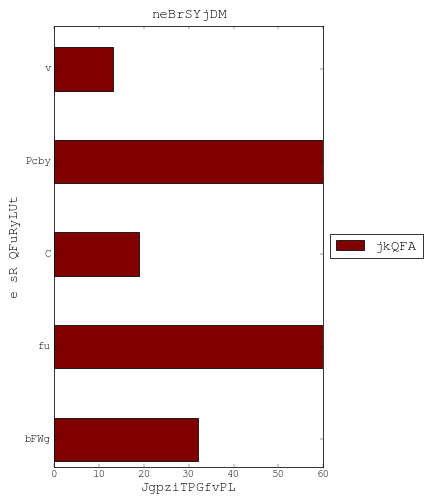 neBrSYjDM
v
Pcby
C
fu
bFWg
e sR QFuRyLUt
0 10 20 30 40 50 60
JgpziTPGfvPL
jkQFA